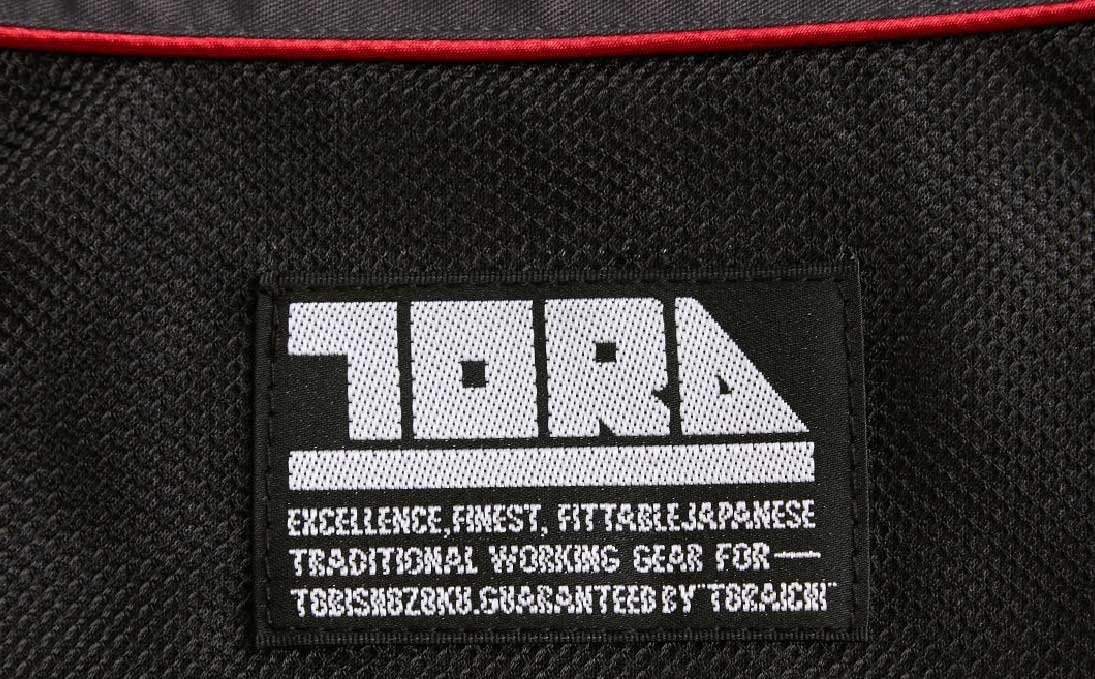 TORA
EXCELLENCE,FINEST, FITTABLEJAPANESE
TRADITIONAL WORKING GEAR FOR—
TOBISHOZOKU.GUARANTEED BY "TORAICHI"